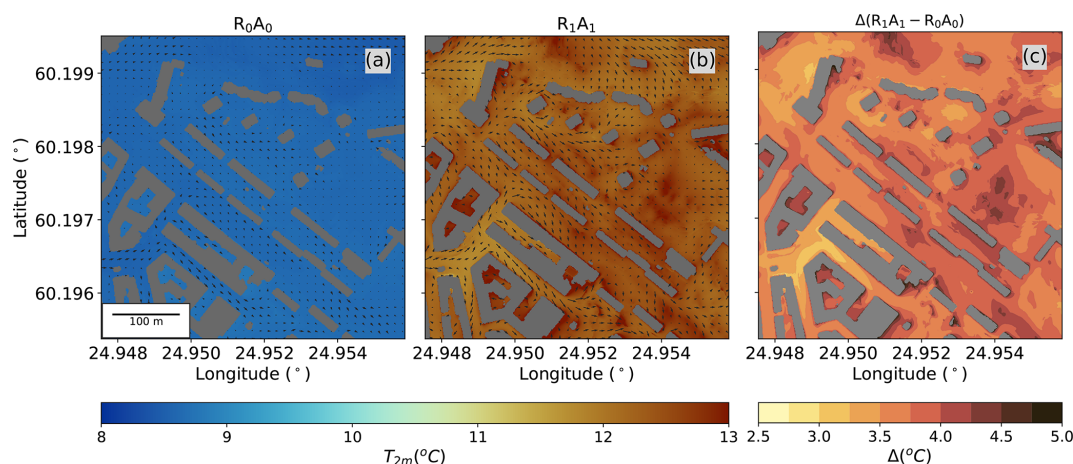 R₀A₀ R₁A₁ Δ(R₁A₁ − R₀A₀)
(a) (b) (c)
60.199
60.198
60.197
60.196
Latitude (°)
100 m
24.948 24.950 24.952 24.954 24.948 24.950 24.952 24.954 24.948 24.950 24.952 24.954
Longitude (°) Longitude (°) Longitude (°)
8 9 10 11 12 13 2.5 3.0 3.5 4.0 4.5 5.0
T₂ₘ(°C) Δ(°C)